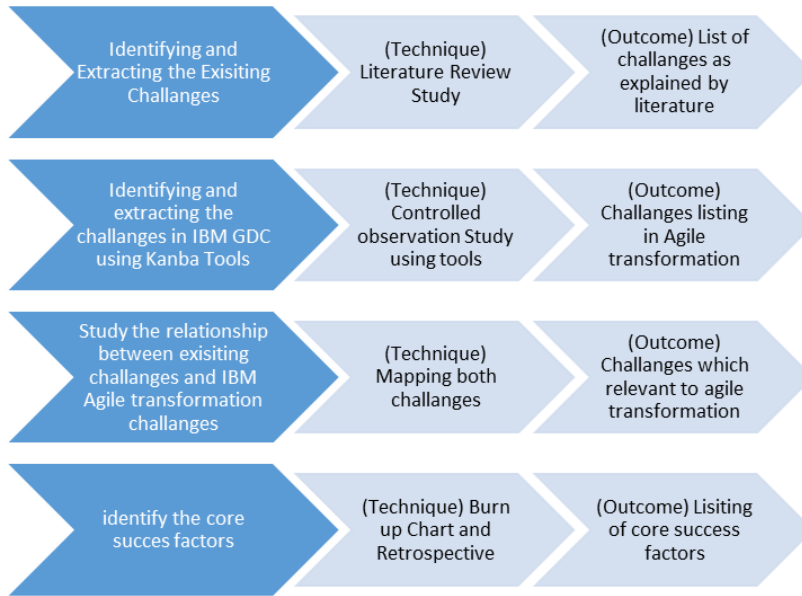 Identifying and
Extracting the Exisiting
Challanges
(Technique)
Literature Review
Study
(Outcome) List of
challanges as
explained by
literature
Identifying and
extracting the
challanges in IBM GDC
using Kanba Tools
(Technique)
Controlled
observation Study
using tools
(Outcome)
Challanges listing
in Agile
transformation
Study the relationship
between exisiting
challanges and IBM
Agile transformation
challanges
(Technique)
Mapping both
challanges
(Outcome)
Challanges which
relevant to agile
transformation
identify the core
succes factors
(Technique) Burn
up Chart and
Retrospective
(Outcome) Lisiting
of core success
factors